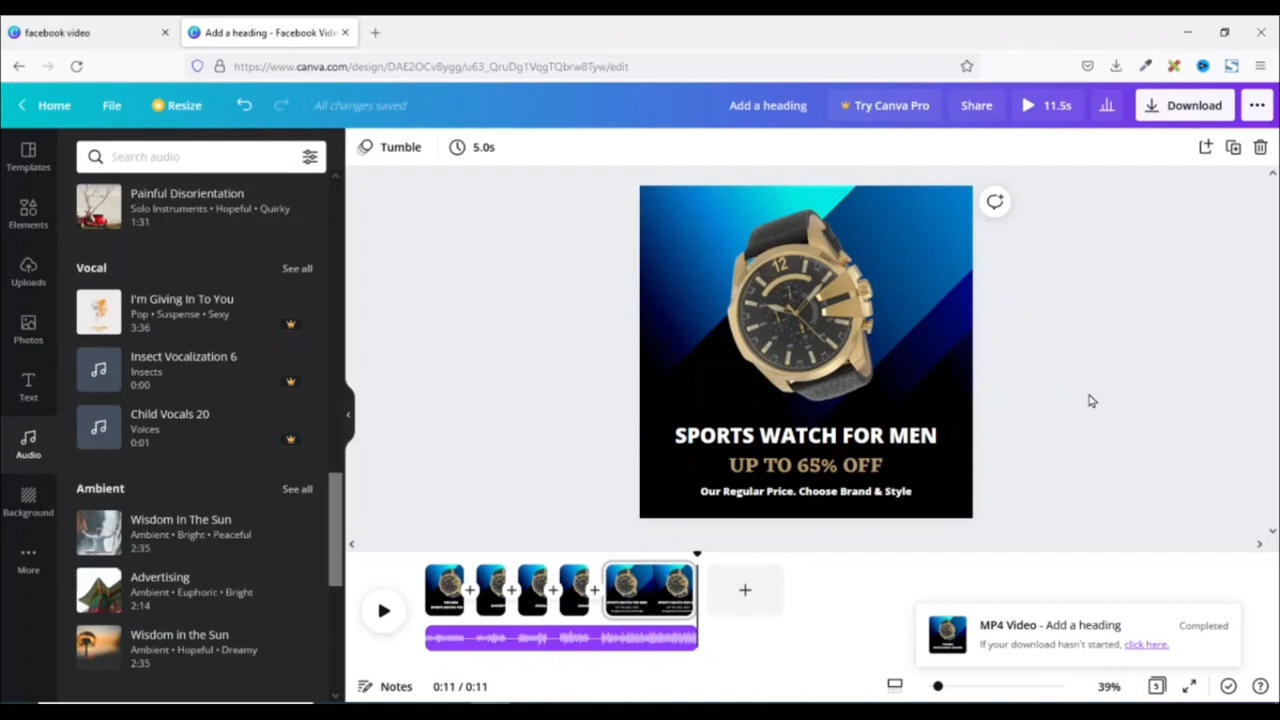 facebook video
Add a heading - Facebook Vide
https://www.canva.com/design/DAE2OCv8ygg/u63_QruDg1VqgTQbrw8Tyw/edit
Home
File
Resize
All changes saved
Add a heading
Try Canva Pro
Share
11.5s
Download
Templates
Elements
Uploads
Photos
Text
Audio
Background
More
Search audio
Painful Disorientation
Solo Instruments • Hopeful • Quirky
1:31
Vocal
See all
I'm Giving In To You
Pop • Suspense • Sexy
3:36
Insect Vocalization 6
Insects
0:00
Child Vocals 20
Voices
0:01
Ambient
See all
Wisdom In The Sun
Ambient • Bright • Peaceful
2:35
Advertising
Ambient • Euphoric • Bright
2:14
Wisdom in the Sun
Ambient • Hopeful • Dreamy
2:35
Tumble
5.0s
12
SPORTS WATCH FOR MEN
UP TO 65% OFF
Our Regular Price. Choose Brand & Style
MP4 Video - Add a heading
Completed
If your download hasn't started, click here.
Notes
0:11 / 0:11
39%
5